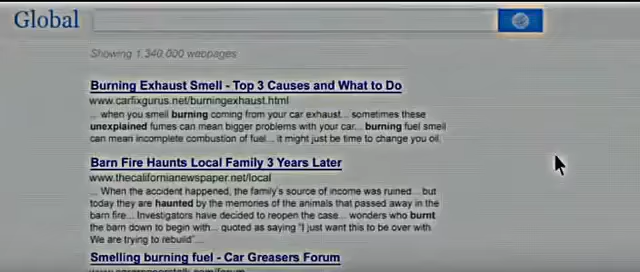 Global
Showing 1,340,000 webpages
Burning Exhaust Smell - Top 3 Causes and What to Do
www.carfixgurus.net/burningexhaust.html
... when you smell burning coming from your car exhaust... sometimes these
unexplained fumes can mean bigger problems with your car... burning fuel smell
can mean incomplete combustion of fuel... it might just be time to change you oil.
Barn Fire Haunts Local Family 3 Years Later
www.thecalifornianewspaper.net/local
... When the accident happened, the family's source of income was ruined... but
today they are haunted by the memories of the animals that passed away in the
barn fire... Investigators have decided to reopen the case... wonders who burnt
the barn down to begin with... quoted as saying "I just want this to be over with.
We are trying to rebuild"...
Smelling burning fuel - Car Greasers Forum